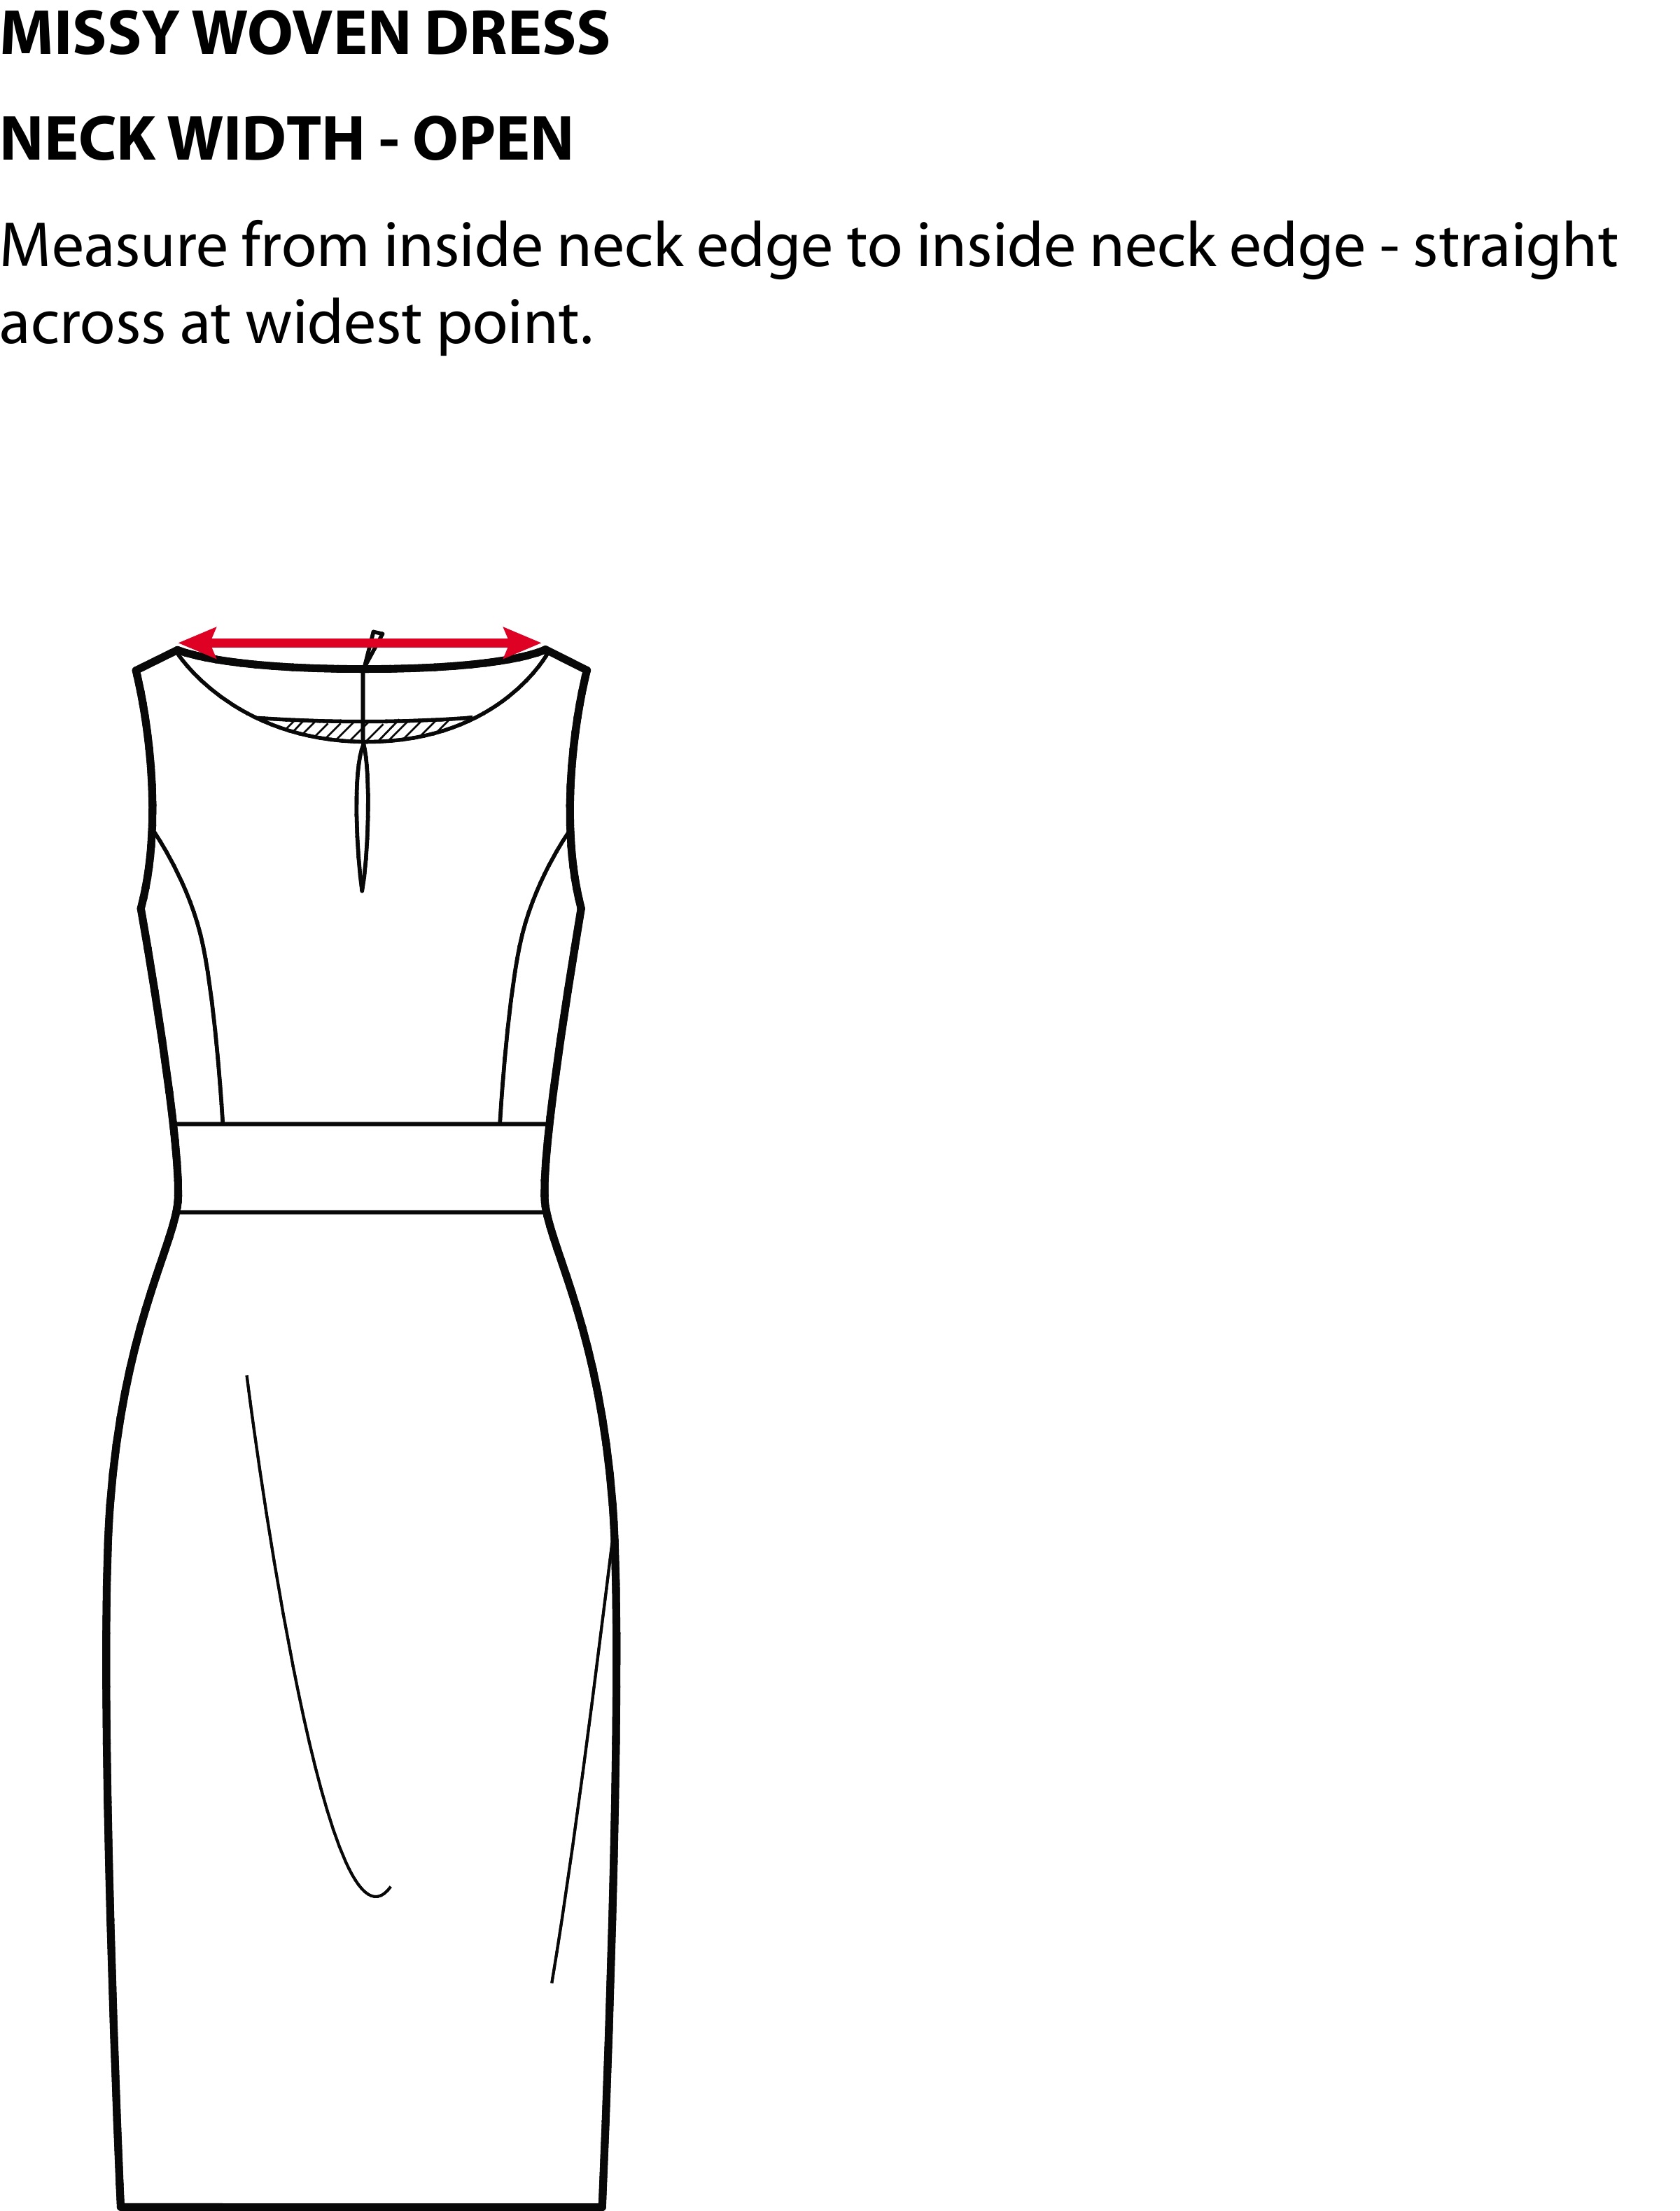 MISSY WOVEN DRESS
NECK WIDTH - OPEN
Measure from inside neck edge to inside neck edge - straight
across at widest point.